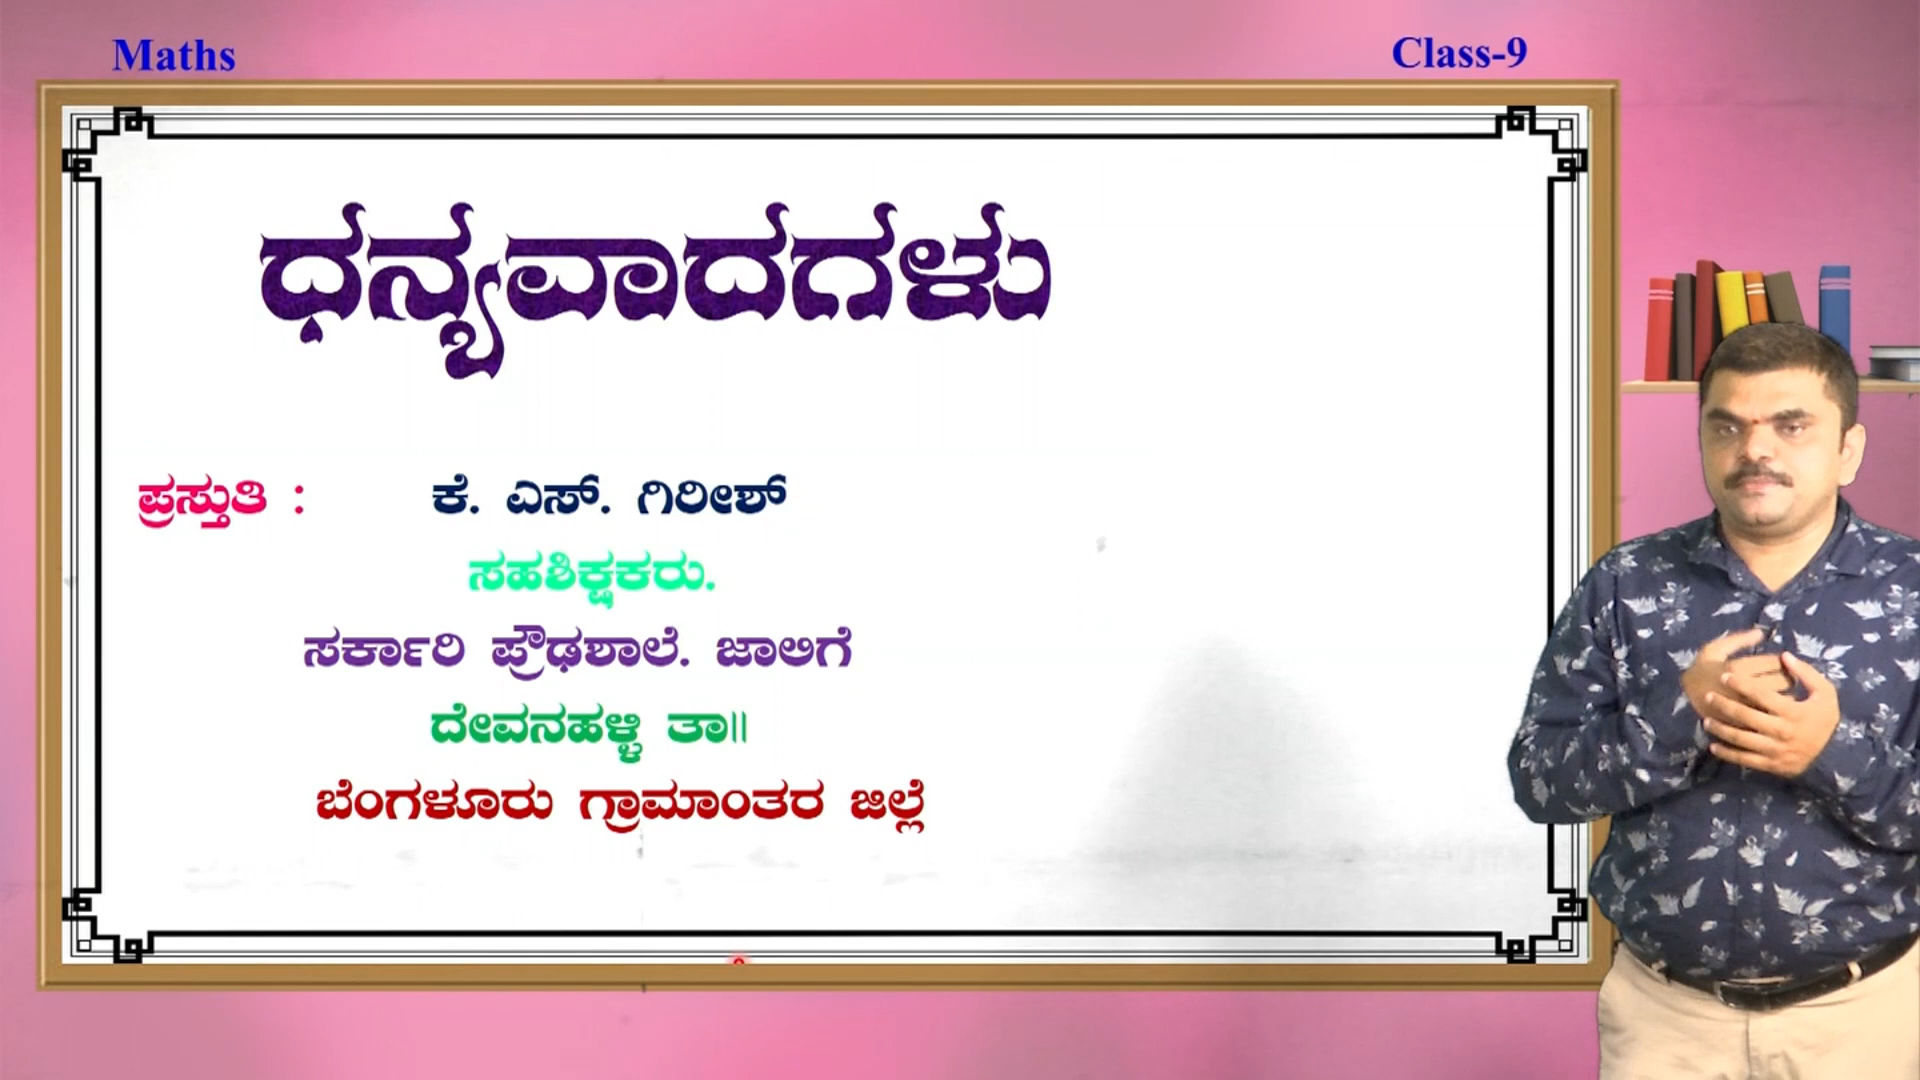 Maths Class-9
ಧನ್ಯವಾದಗಳು
ಪ್ರಸ್ತುತಿ : ಕೆ. ಎಸ್. ಗಿರೀಶ್
ಸಹಶಿಕ್ಷಕರು.
ಸರ್ಕಾರಿ ಪ್ರೌಢಶಾಲೆ. ಜಾಲಿಗೆ
ದೇವನಹಳ್ಳಿ ತಾ||
ಬೆಂಗಳೂರು ಗ್ರಾಮಾಂತರ ಜಿಲ್ಲೆ